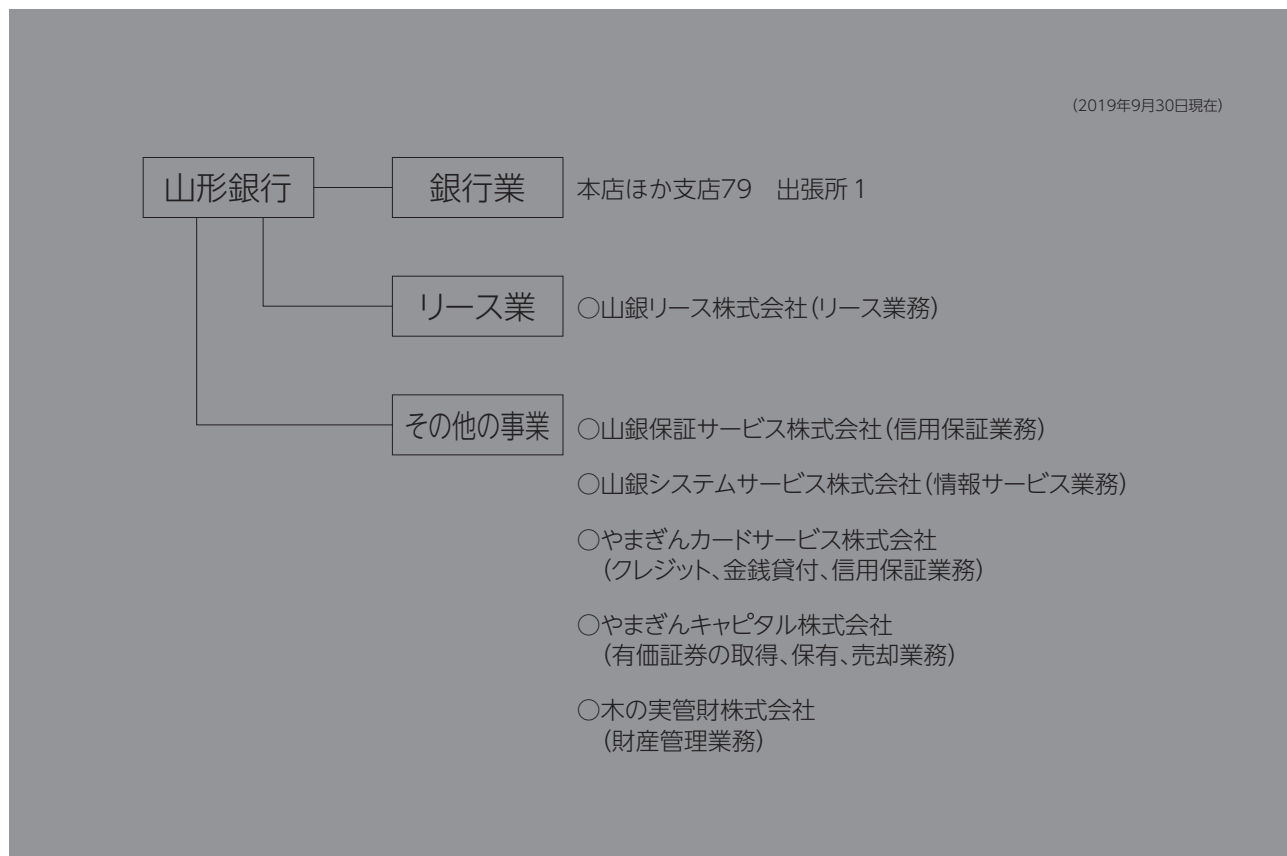 (2019年9月30日現在)
山形銀行
銀行業
本店ほか支店79 出張所1
リース業
○山銀リース株式会社(リース業務)
その他の事業
○山銀保証サービス株式会社(信用保証業務)
○山銀システムサービス株式会社(情報サービス業務)
○やまぎんカードサービス株式会社
(クレジット、金銭貸付、信用保証業務)
○やまぎんキャピタル株式会社
(有価証券の取得、保有、売却業務)
○木の実管財株式会社
(財産管理業務)